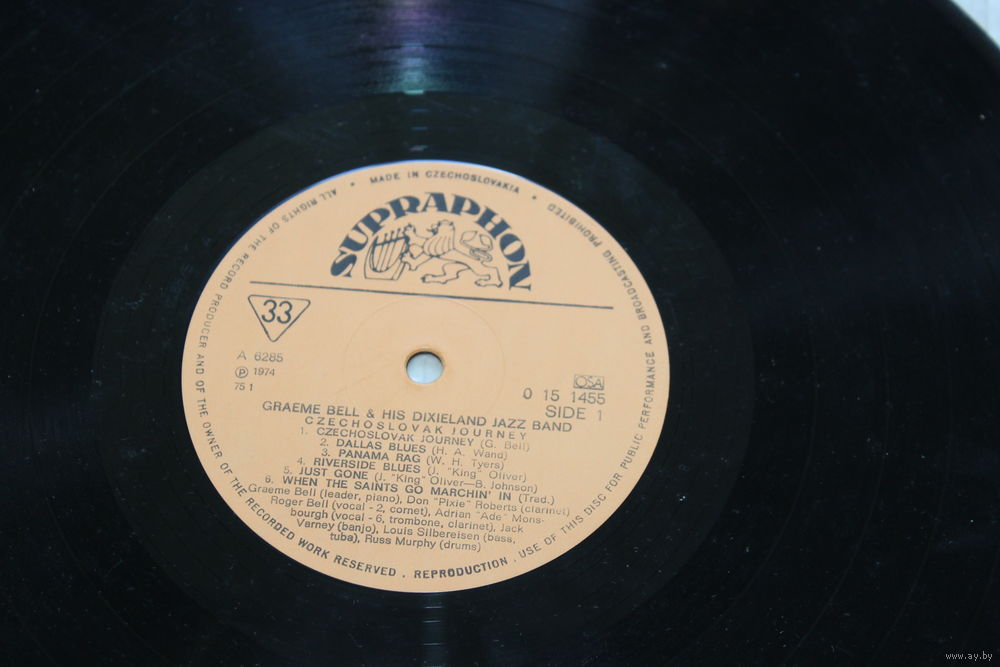 • MADE IN CZECHOSLOVAKIA •
SUPRAPHON
33
A 6285
Ⓟ 1974
75 1
OSA
0 15 1455
SIDE 1
GRAEME BELL & HIS DIXIELAND JAZZ BAND
CZECHOSLOVAK JOURNEY
1. CZECHOSLOVAK JOURNEY (G. Bell)
2. DALLAS BLUES (H. A. Wand)
3. PANAMA RAG (W. H. Tyers)
4. RIVERSIDE BLUES (J. "King" Oliver)
5. JUST GONE (J. "King" Oliver—B. Johnson)
6. WHEN THE SAINTS GO MARCHIN' IN (Trad.)
Graeme Bell (leader, piano), Don "Pixie" Roberts (clarinet)
Roger Bell (vocal - 2, cornet), Adrian "Ade" Mons-
bourgh (vocal - 6, trombone, clarinet), Jack
Varney (banjo), Louis Silbereisen (bass,
tuba), Russ Murphy (drums)
ALL RIGHTS OF THE RECORD PRODUCER AND OF THE OWNER OF THE RECORDED WORK RESERVED . REPRODUCTION . USE OF THIS DISC FOR PUBLIC PERFORMANCE AND BROADCASTING PROHIBITED
www.ay.by